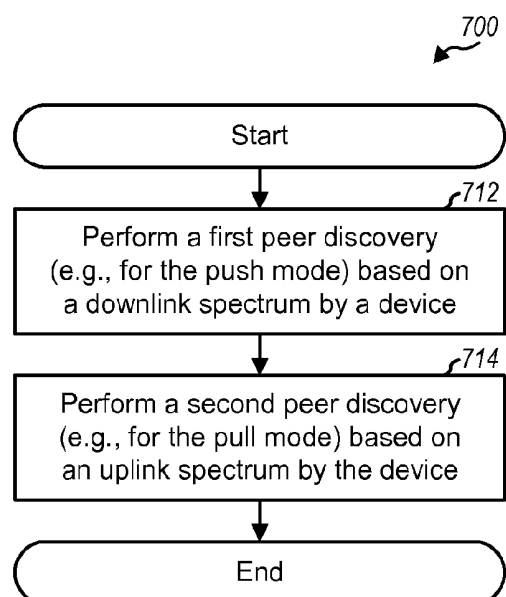 700
Start
712
Perform a first peer discovery
(e.g., for the push mode) based on
a downlink spectrum by a device
714
Perform a second peer discovery
(e.g., for the pull mode) based on
an uplink spectrum by the device
End